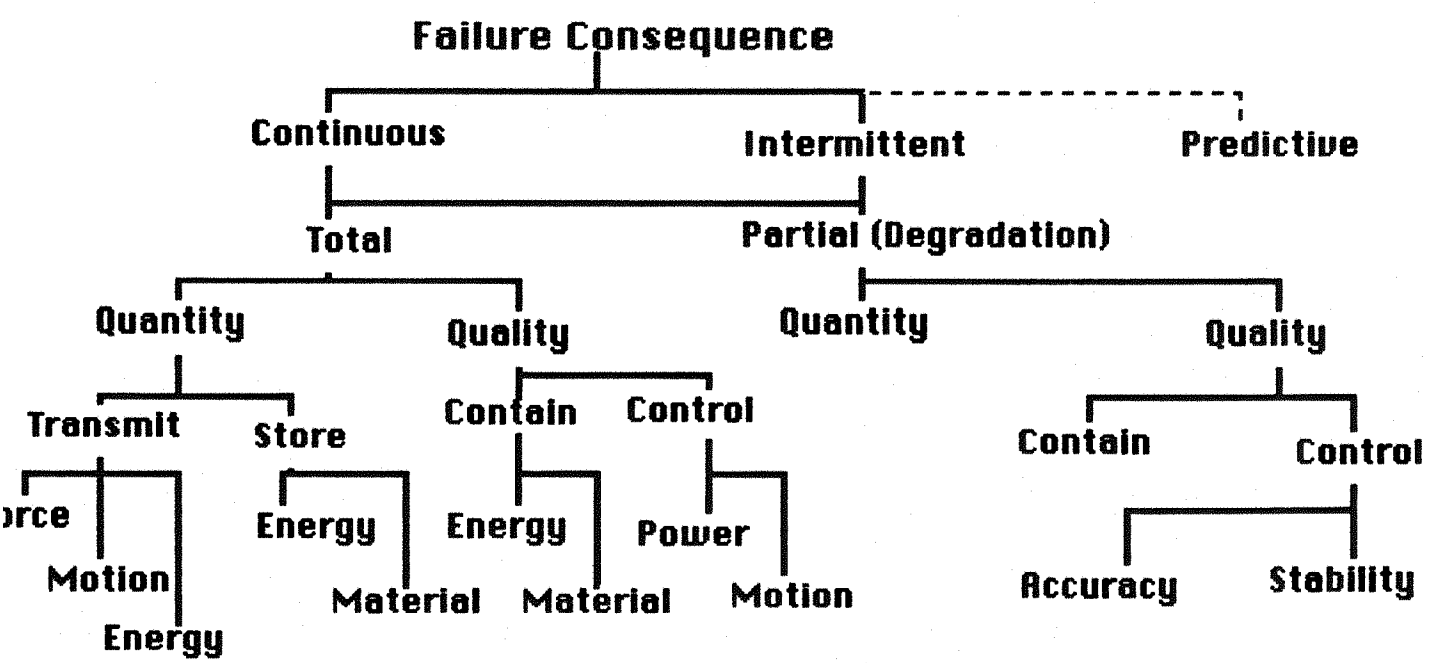 Failure Consequence
Continuous
Intermittent
Predictive
Total
Partial (Degradation)
Quantity
Quality
Quantity
Quality
Transmit
Store
Contain
Control
Contain
Control
orce
Energy
Energy
Power
Motion
Material
Material
Motion
Accuracy
Stability
Energy